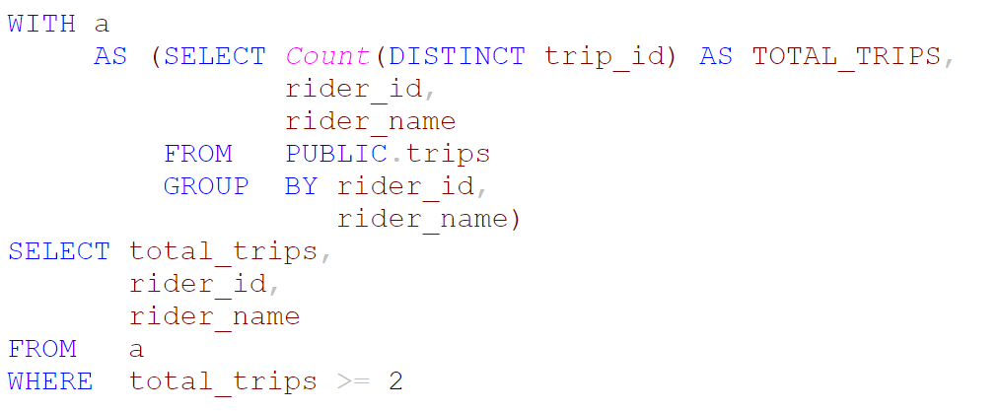 WITH a
     AS (SELECT Count(DISTINCT trip_id) AS TOTAL_TRIPS,
                rider_id,
                rider_name
         FROM   PUBLIC.trips
         GROUP  BY rider_id,
                   rider_name)
SELECT total_trips,
       rider_id,
       rider_name
FROM   a
WHERE  total_trips >= 2